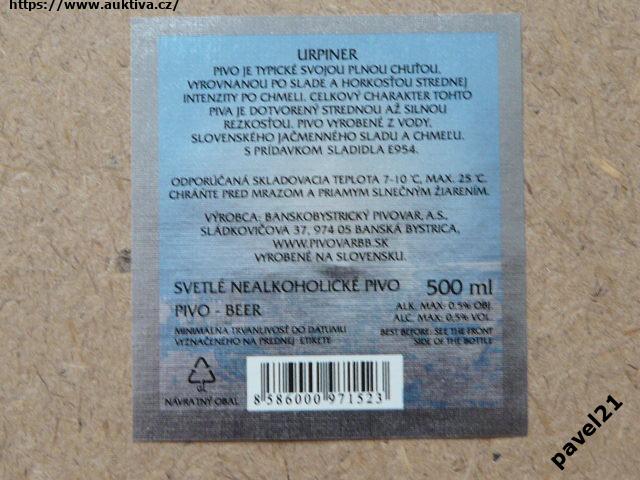 https://www.auktiva.cz/
URPINER
PIVO JE TYPICKÉ SVOJOU PLNOU CHUŤOU,
VYROVNANOU PO SLADE A HORKOSŤOU STREDNEJ
INTENZITY PO CHMELI. CELKOVÝ CHARAKTER TOHTO
PIVA JE DOTVORENÝ STREDNOU AŽ SILNOU
REZKOSŤOU. PIVO VYROBENÉ Z VODY,
SLOVENSKÉHO JAČMENNÉHO SLADU A CHMEĽU.
S PRÍDAVKOM SLADIDLA E954.
ODPORÚČANÁ SKLADOVACIA TEPLOTA 7-10 °C, MAX. 25 °C.
CHRÁŇTE PRED MRAZOM A PRIAMYM SLNEČNÝM ŽIARENÍM.
VÝROBCA: BANSKOBYSTRICKÝ PIVOVAR, A.S.,
SLÁDKOVIČOVA 37, 974 05 BANSKÁ BYSTRICA,
WWW.PIVOVARBB.SK
VYROBENÉ NA SLOVENSKU.
SVETLÉ NEALKOHOLICKÉ PIVO 500 ml
PIVO - BEER
ALK. MAX: 0.5% OBJ.
ALC. MAX: 0.5% VOL.
MINIMÁLNA TRVANLIVOSŤ DO DÁTUMU
VYZNAČENÉHO NA PREDNEJ ETIKETE
BEST BEFORE: SEE THE FRONT
SIDE OF THE BOTTLE
GL
NÁVRATNÝ OBAL
8 586000 971523
pavel21